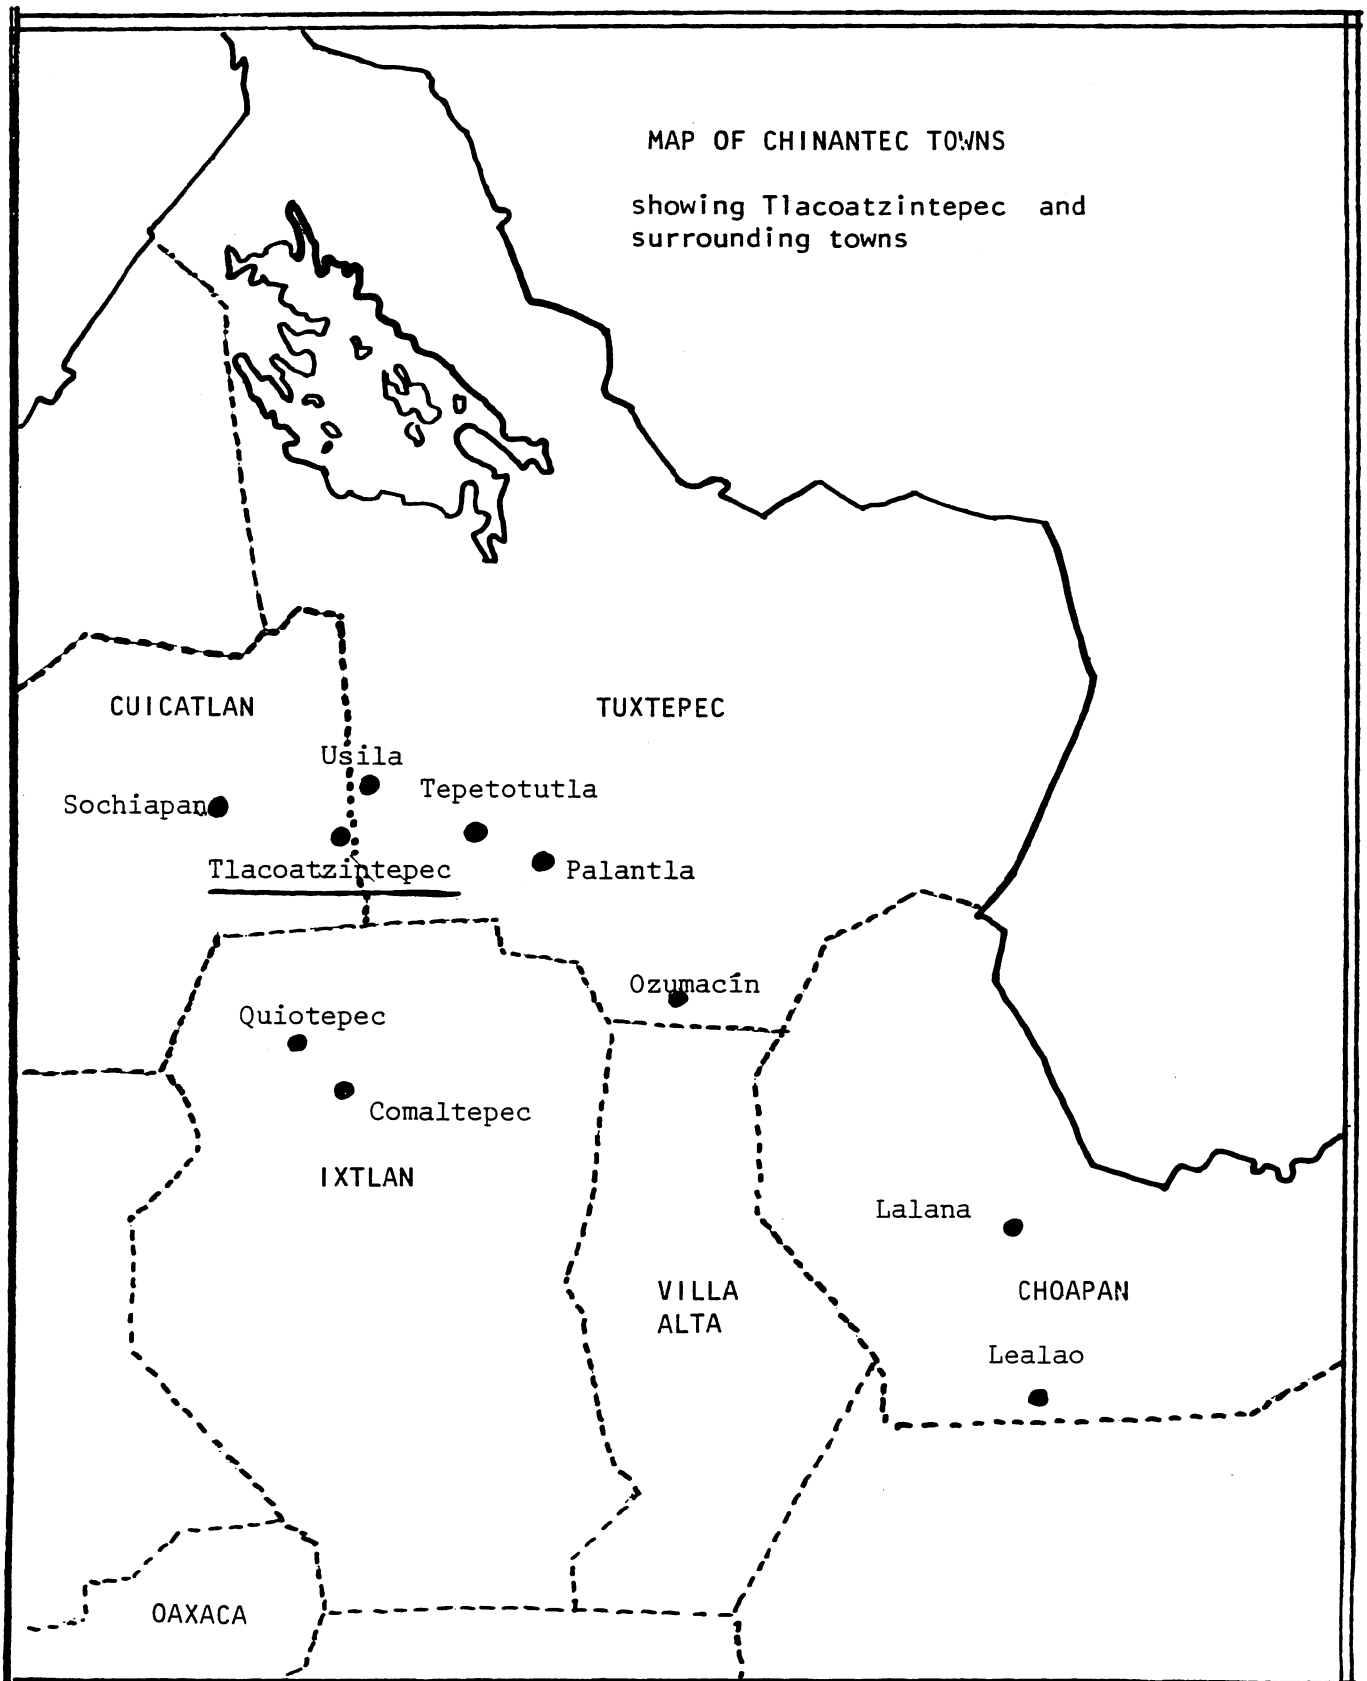 MAP OF CHINANTEC TOWNS
showing Tlacoatzintepec and
surrounding towns
CUICATLAN
TUXTEPEC
Usila
Tepetotutla
Sochiapan
Tlacoatzintepec
Palantla
Ozumacín
Quiotepec
Comaltepec
IXTLAN
Lalana
VILLA
ALTA
CHOAPAN
Lealao
OAXACA